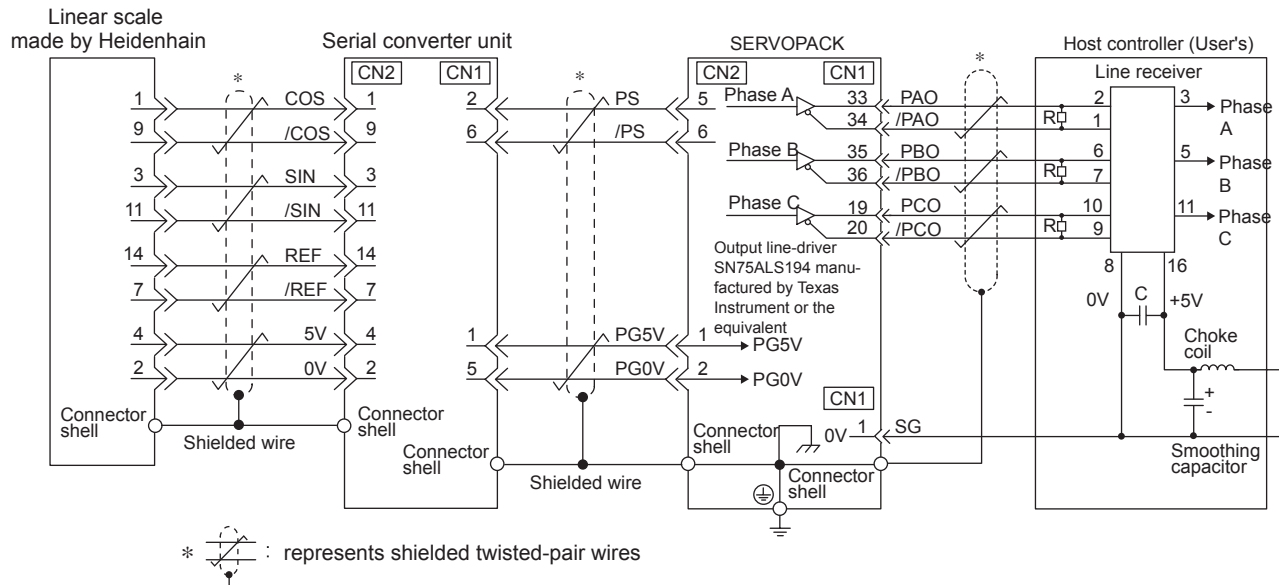 Linear scale
made by Heidenhain
Serial converter unit
SERVOPACK
Host controller (User's)
CN2 CN1
CN2 CN1
Line receiver
* * *
1 COS 1 2 PS 5 Phase A 33 PAO 2 3 Phase A
9 /COS 9 6 /PS 6 34 /PAO R 1
3 SIN 3 Phase B 35 PBO 6 5 Phase B
11 /SIN 11 36 /PBO R 7
14 REF 14 Phase C 19 PCO 10 11 Phase C
7 /REF 7 20 /PCO R 9
Output line-driver
SN75ALS194 manu-
factured by Texas
Instrument or the
equivalent
8 16
0V C +5V
4 5V 4 1 PG5V 1 PG5V
2 0V 2 5 PG0V 2 PG0V
Choke
coil
+
-
CN1
0V 1 SG
Smoothing
capacitor
Connector
shell
Shielded wire
Connector
shell
Connector
shell
Shielded wire
Connector
shell
Connector
shell
* : represents shielded twisted-pair wires